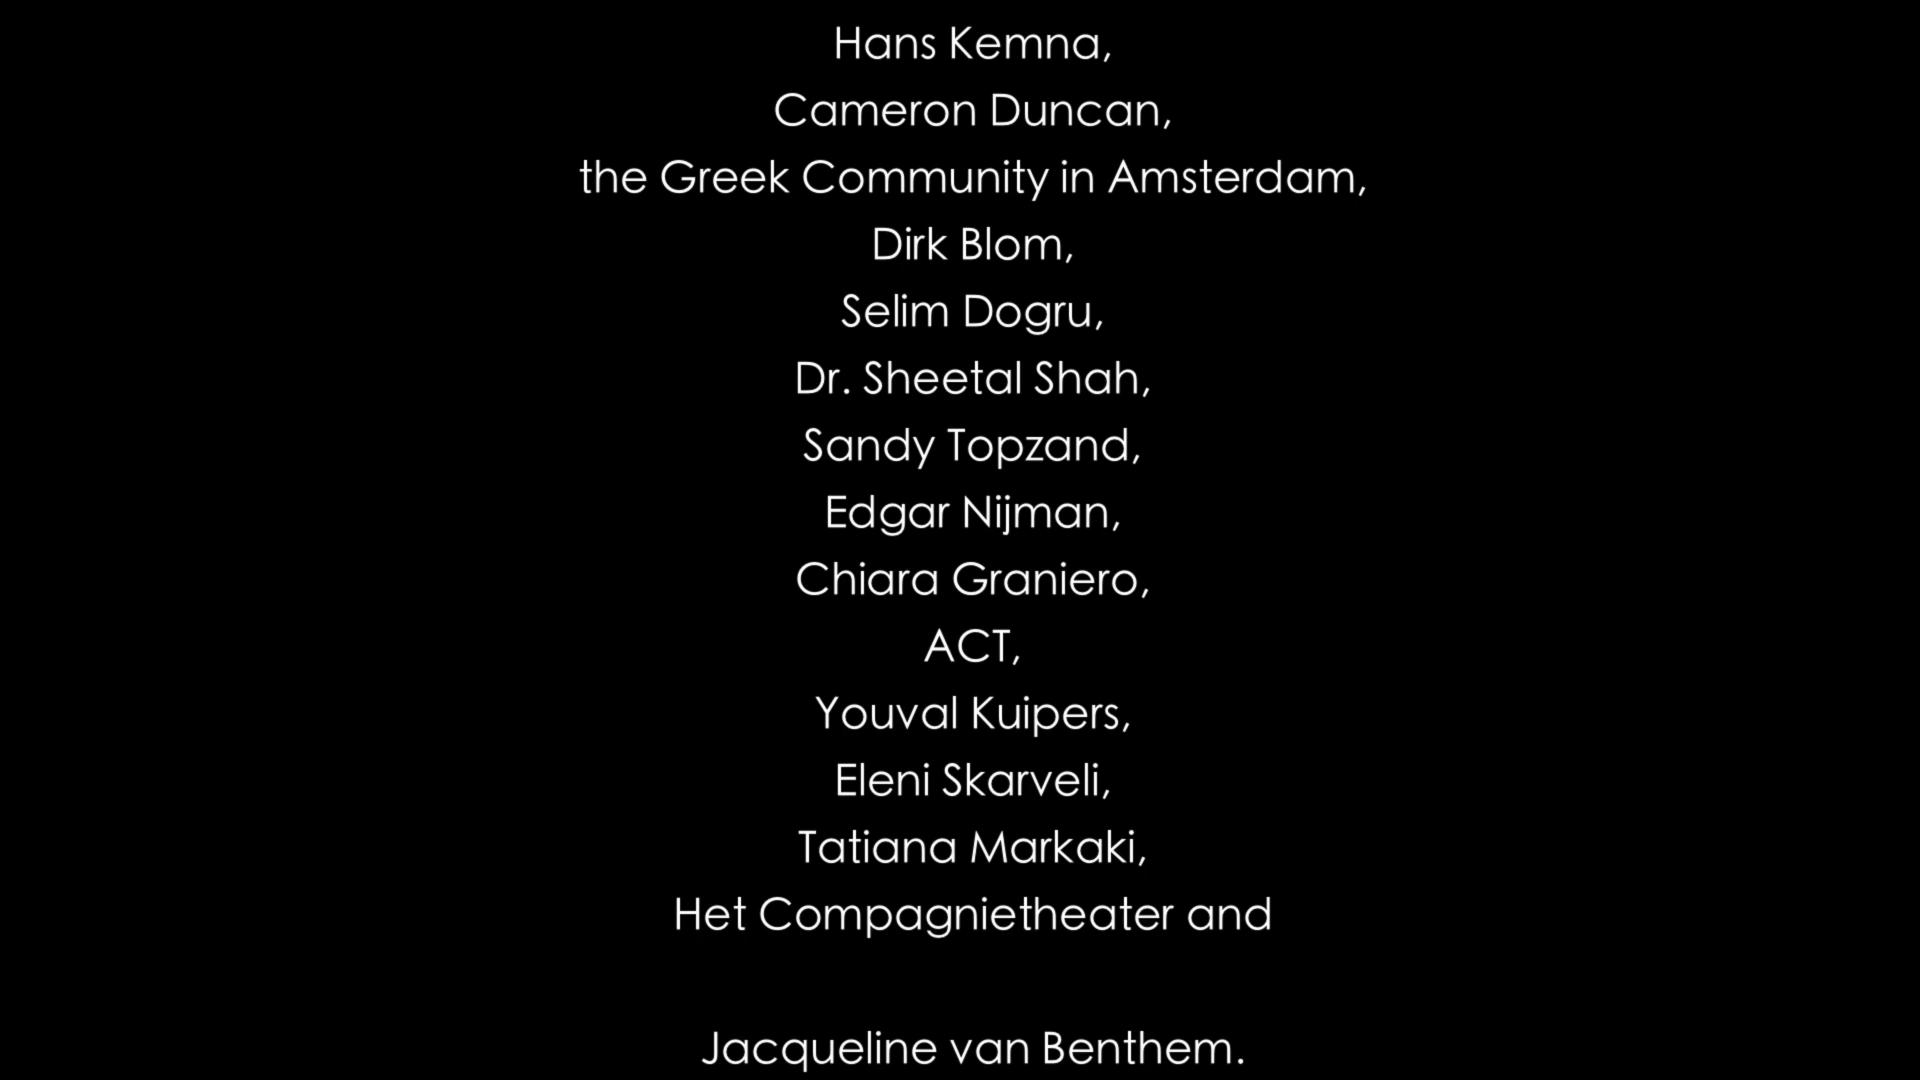 Hans Kemna,
Cameron Duncan,
the Greek Community in Amsterdam,
Dirk Blom,
Selim Dogru,
Dr. Sheetal Shah,
Sandy Topzand,
Edgar Nijman,
Chiara Graniero,
ACT,
Youval Kuipers,
Eleni Skarveli,
Tatiana Markaki,
Het Compagnietheater and
Jacqueline van Benthem.